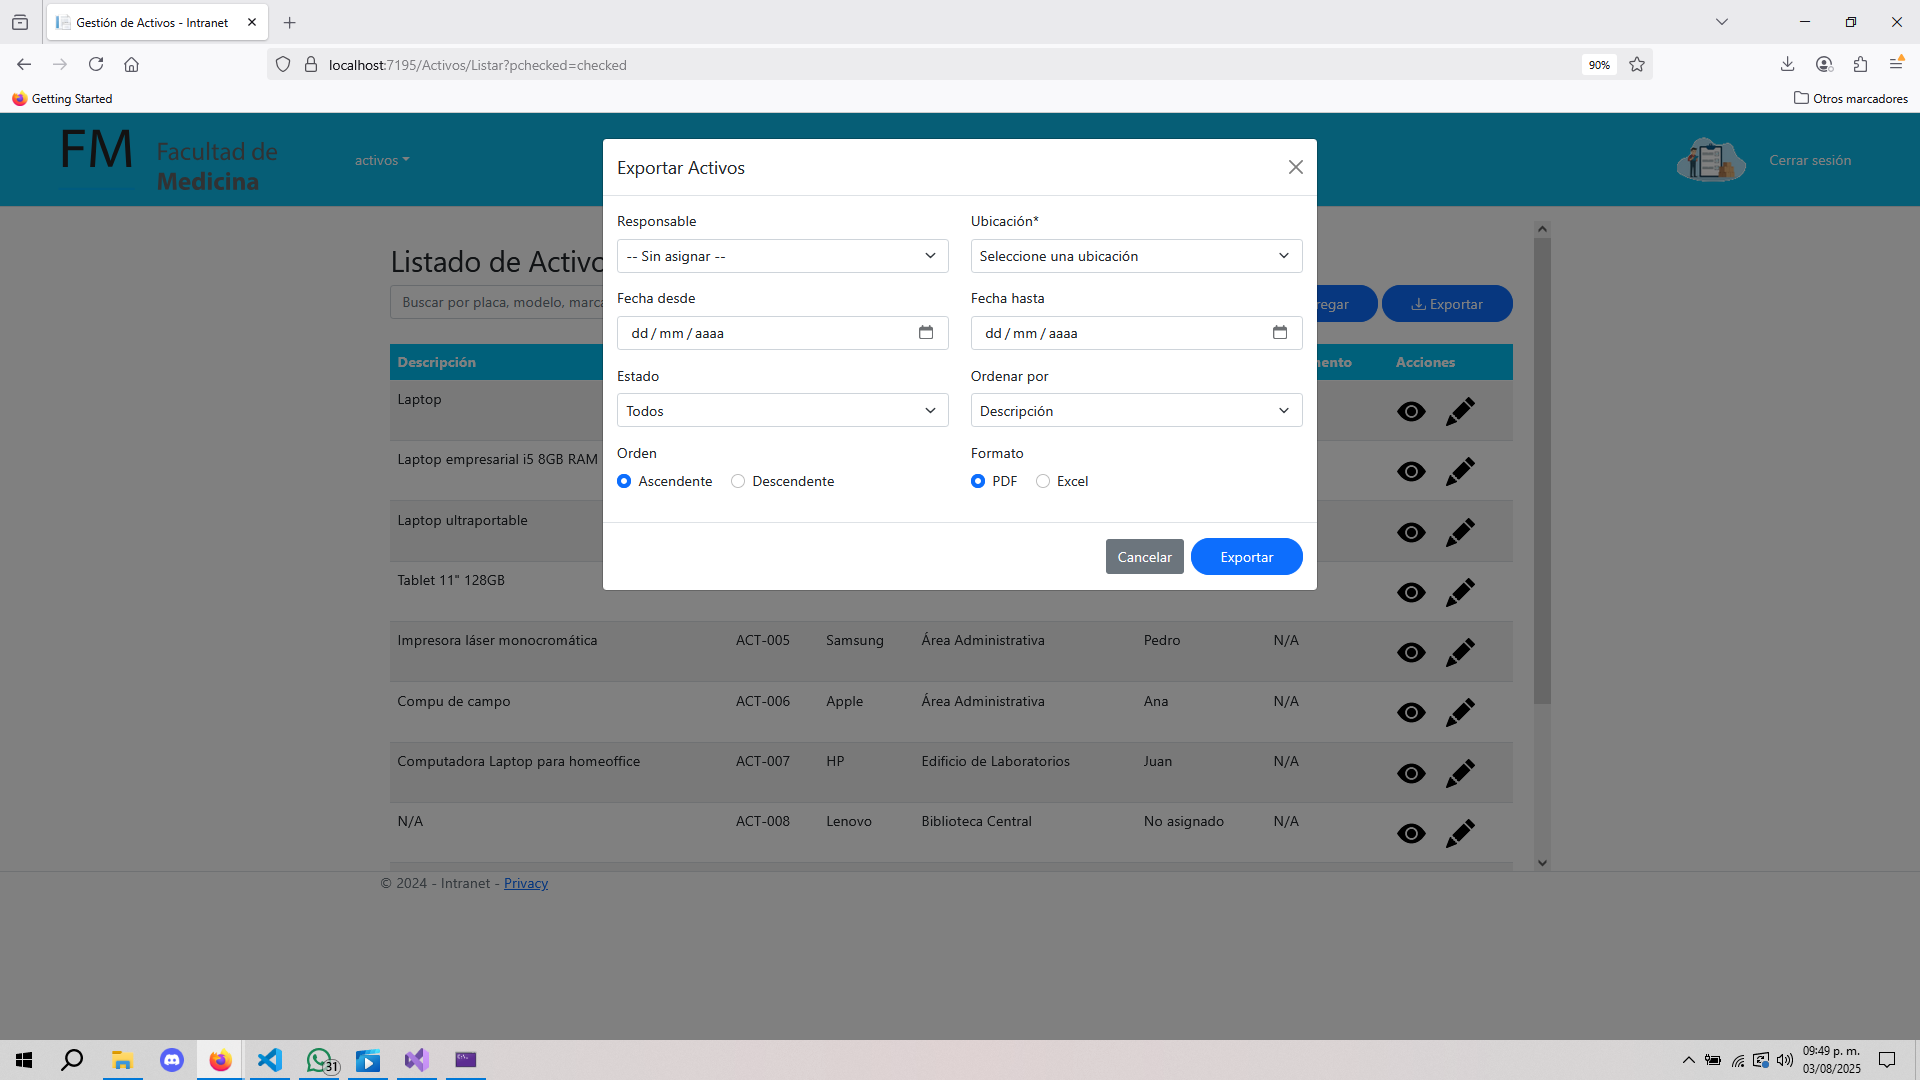 Gestión de Activos - Intranet
localhost:7195/Activos/Listar?pchecked=checked
90%
Getting Started
Otros marcadores
FM
Facultad de
Medicina
activos
Cerrar sesión
Exportar Activos
Responsable
Ubicación*
-- Sin asignar --
Seleccione una ubicación
Fecha desde
Fecha hasta
dd / mm / aaaa
dd / mm / aaaa
Estado
Ordenar por
Todos
Descripción
Orden
Formato
Ascendente
Descendente
PDF
Excel
Cancelar
Exportar
Listado de Activo
Buscar por placa, modelo, marca
regar
Exportar
Descripción
mento
Acciones
Laptop
Laptop empresarial i5 8GB RAM
Laptop ultraportable
Tablet 11" 128GB
Impresora láser monocromática ACT-005 Samsung Área Administrativa Pedro N/A
Compu de campo ACT-006 Apple Área Administrativa Ana N/A
Computadora Laptop para homeoffice ACT-007 HP Edificio de Laboratorios Juan N/A
N/A ACT-008 Lenovo Biblioteca Central No asignado N/A
© 2024 - Intranet - Privacy
31
09:49 p. m.
03/08/2025